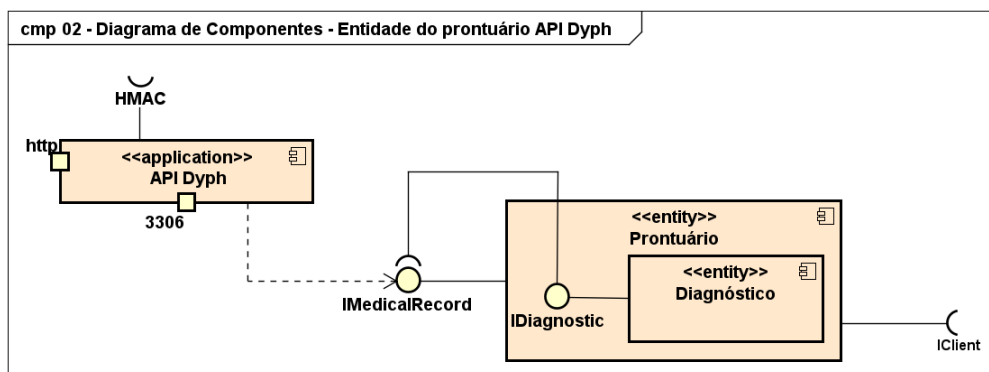 cmp 02 - Diagrama de Componentes - Entidade do prontuário API Dyph
HMAC
http
<<application>>
API Dyph
3306
<<entity>>
Prontuário
<<entity>>
Diagnóstico
IMedicalRecord
IDiagnostic
IClient